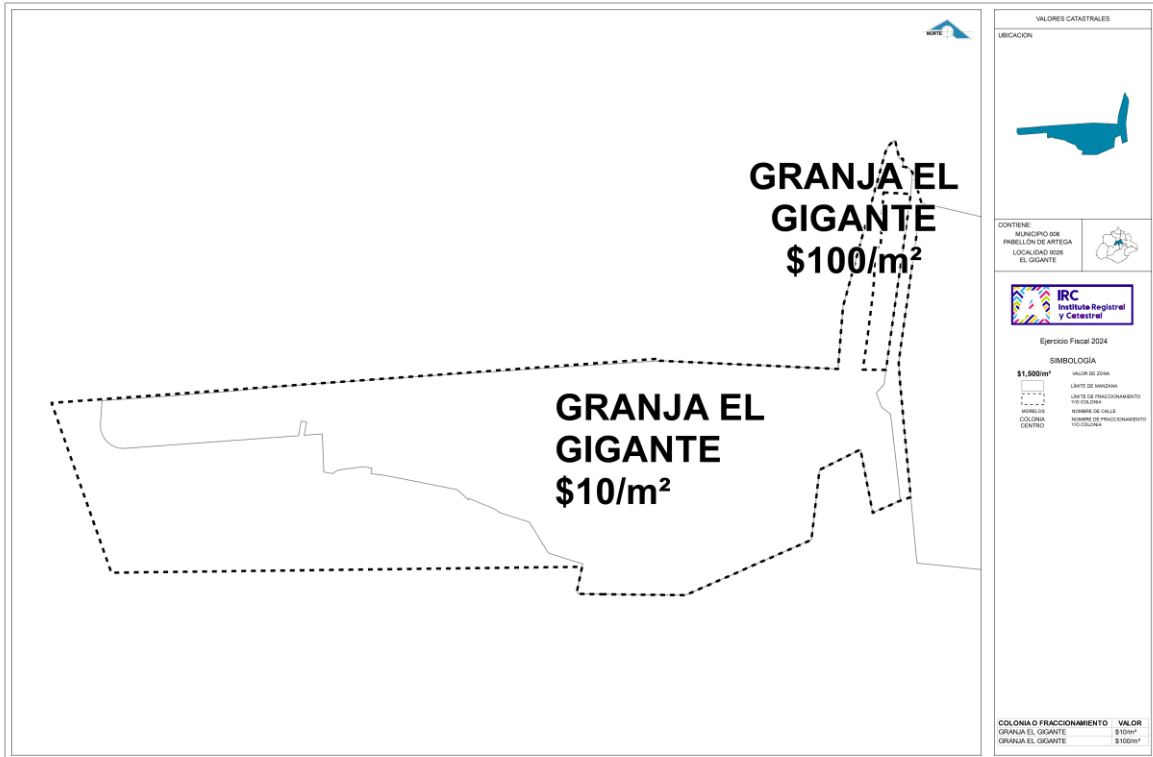 NORTE
GRANJA EL
GIGANTE
$100/m²
GRANJA EL
GIGANTE
$10/m²
VALORES CATASTRALES
UBICACION
CONTIENE:
MUNICIPIO 006
PABELLÓN DE ARTEGA
LOCALIDAD 0026
EL GIGANTE
A
IRC
Instituto Registral
y Catastral
Ejercicio Fiscal 2024
SIMBOLOGÍA
$1,500/m² VALOR DE ZONA
LÍMITE DE MANZANA
LÍMITE DE FRACCIONAMIENTO
Y/O COLONIA
MORELOS NOMBRE DE CALLE
COLONIA CENTRO NOMBRE DE FRACCIONAMIENTO
Y/O COLONIA
COLONIA O FRACCIONAMIENTO VALOR
GRANJA EL GIGANTE $10/m²
GRANJA EL GIGANTE $100/m²